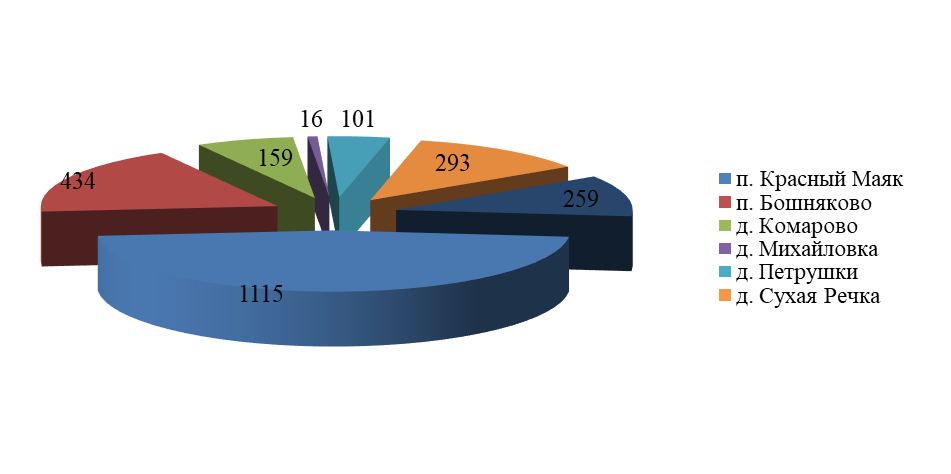 16
101
159
293
434
259
1115
п. Красный Маяк
п. Бошняково
д. Комарово
д. Михайловка
д. Петрушки
д. Сухая Речка